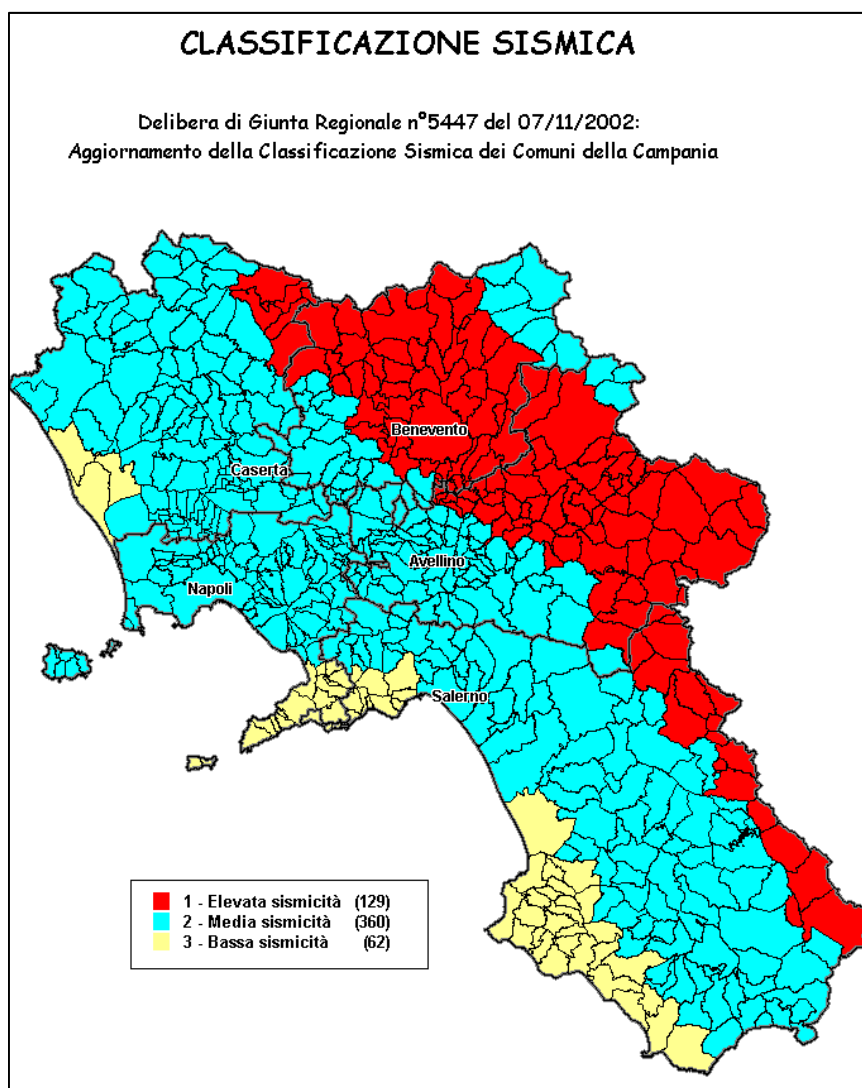 CLASSIFICAZIONE SISMICA
Delibera di Giunta Regionale n°5447 del 07/11/2002:
Aggiornamento della Classificazione Sismica dei Comuni della Campania
Benevento
Caserta
Avellino
Napoli
Salerno
1 - Elevata sismicità (129)
2 - Media sismicità (360)
3 - Bassa sismicità (62)